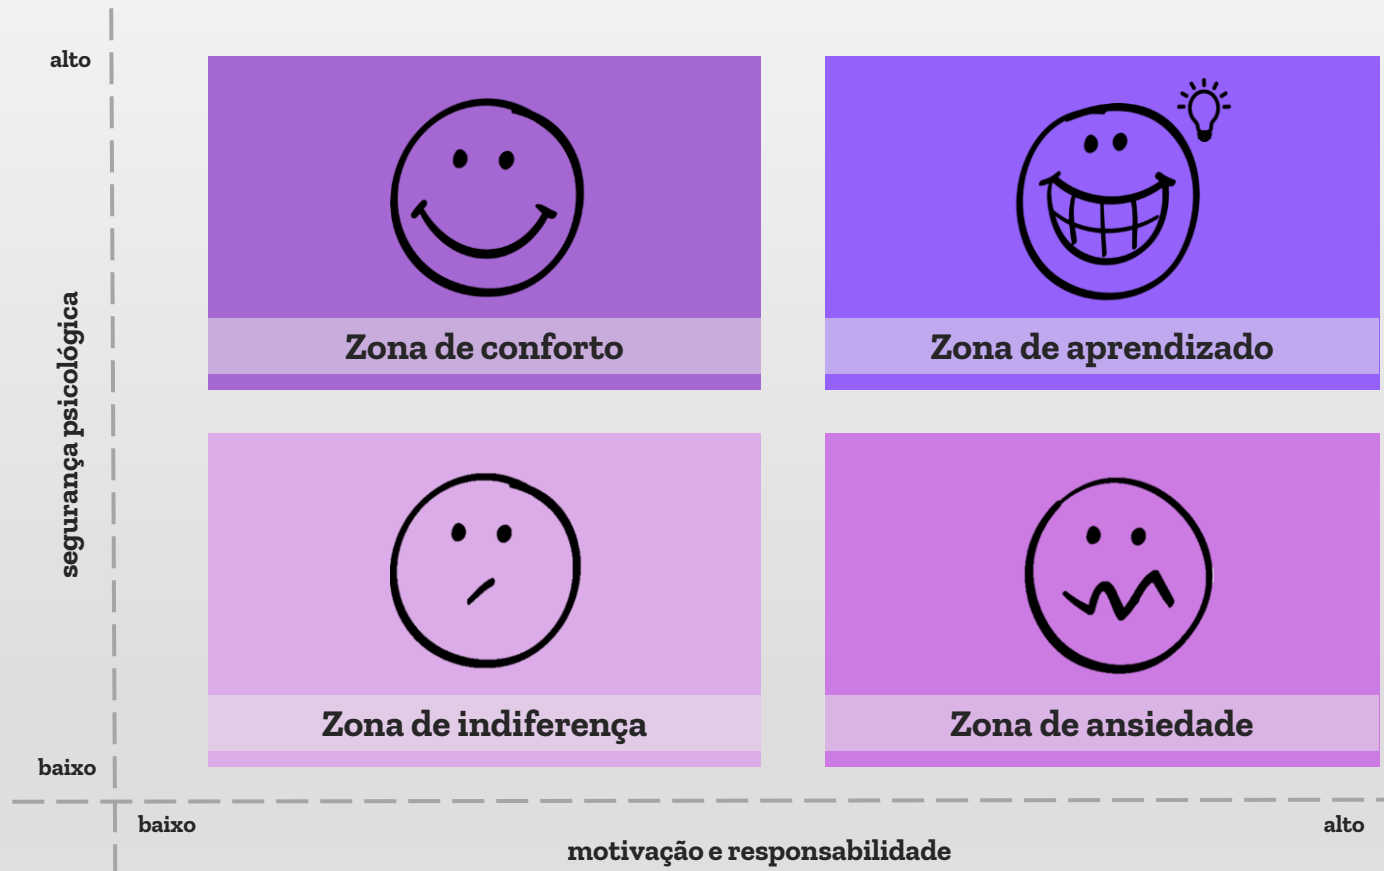 alto
Zona de conforto
Zona de aprendizado
segurança psicológica
Zona de indiferença
Zona de ansiedade
baixo
baixo
alto
motivação e responsabilidade